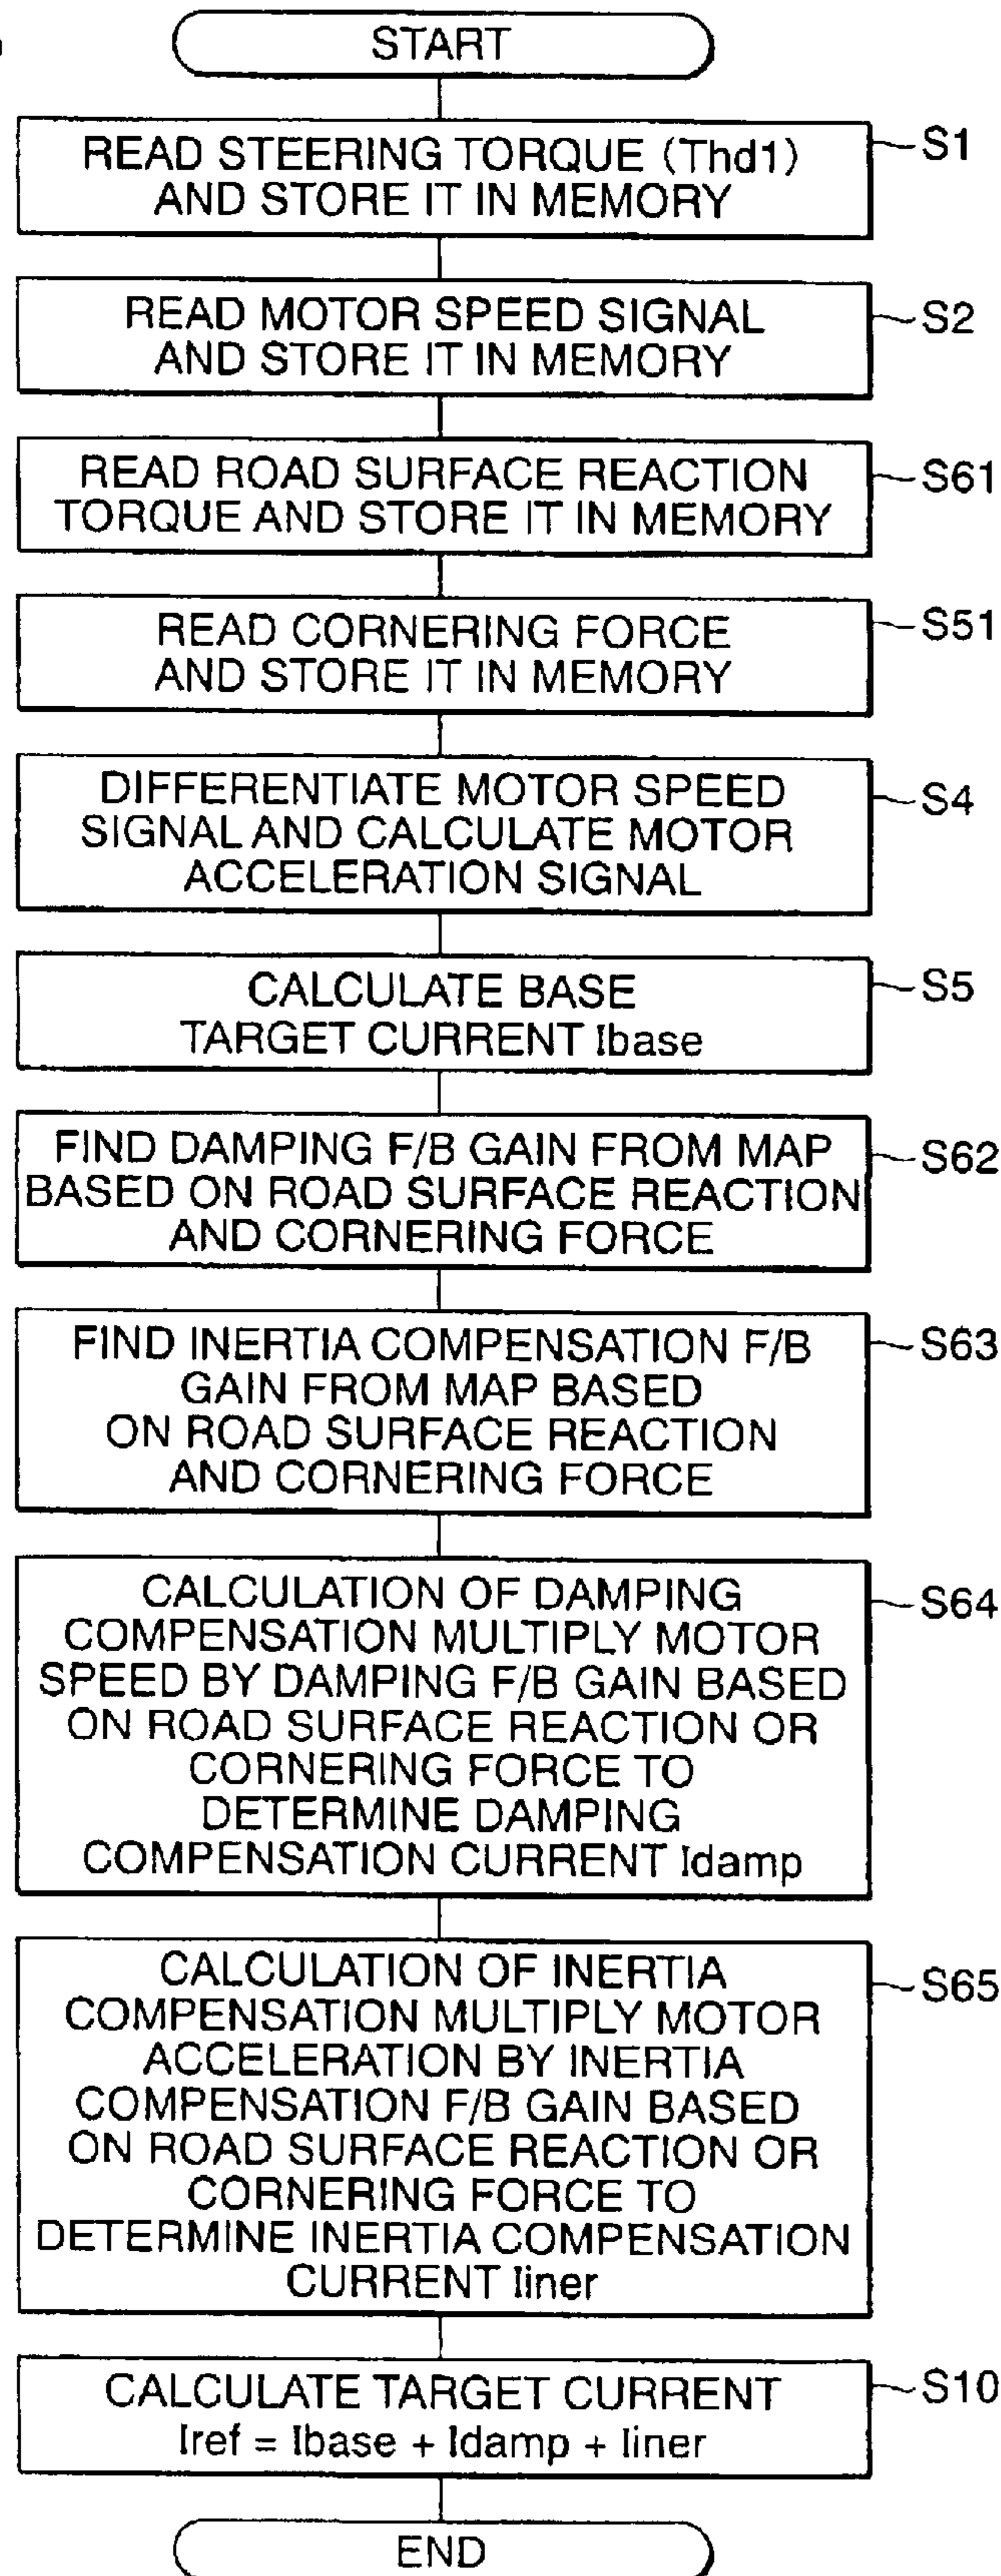 START
READ STEERING TORQUE (Thd1)
AND STORE IT IN MEMORY
S1
READ MOTOR SPEED SIGNAL
AND STORE IT IN MEMORY
S2
READ ROAD SURFACE REACTION
TORQUE AND STORE IT IN MEMORY
S61
READ CORNERING FORCE
AND STORE IT IN MEMORY
S51
DIFFERENTIATE MOTOR SPEED
SIGNAL AND CALCULATE MOTOR
ACCELERATION SIGNAL
S4
CALCULATE BASE
TARGET CURRENT Ibase
S5
FIND DAMPING F/B GAIN FROM MAP
BASED ON ROAD SURFACE REACTION
AND CORNERING FORCE
S62
FIND INERTIA COMPENSATION F/B
GAIN FROM MAP BASED
ON ROAD SURFACE REACTION
AND CORNERING FORCE
S63
CALCULATION OF DAMPING
COMPENSATION MULTIPLY MOTOR
SPEED BY DAMPING F/B GAIN BASED
ON ROAD SURFACE REACTION OR
CORNERING FORCE TO
DETERMINE DAMPING
COMPENSATION CURRENT Idamp
S64
CALCULATION OF INERTIA
COMPENSATION MULTIPLY MOTOR
ACCELERATION BY INERTIA
COMPENSATION F/B GAIN BASED
ON ROAD SURFACE REACTION OR
CORNERING FORCE TO
DETERMINE INERTIA COMPENSATION
CURRENT Iiner
S65
CALCULATE TARGET CURRENT
Iref = Ibase + Idamp + Iiner
S10
END